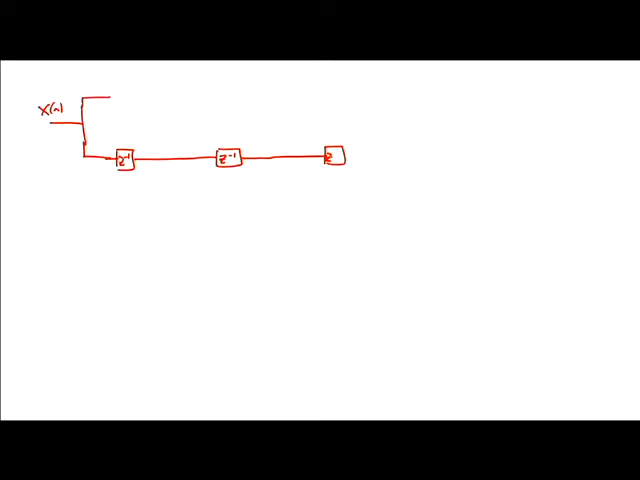 x(n)
z⁻¹ z⁻¹ z